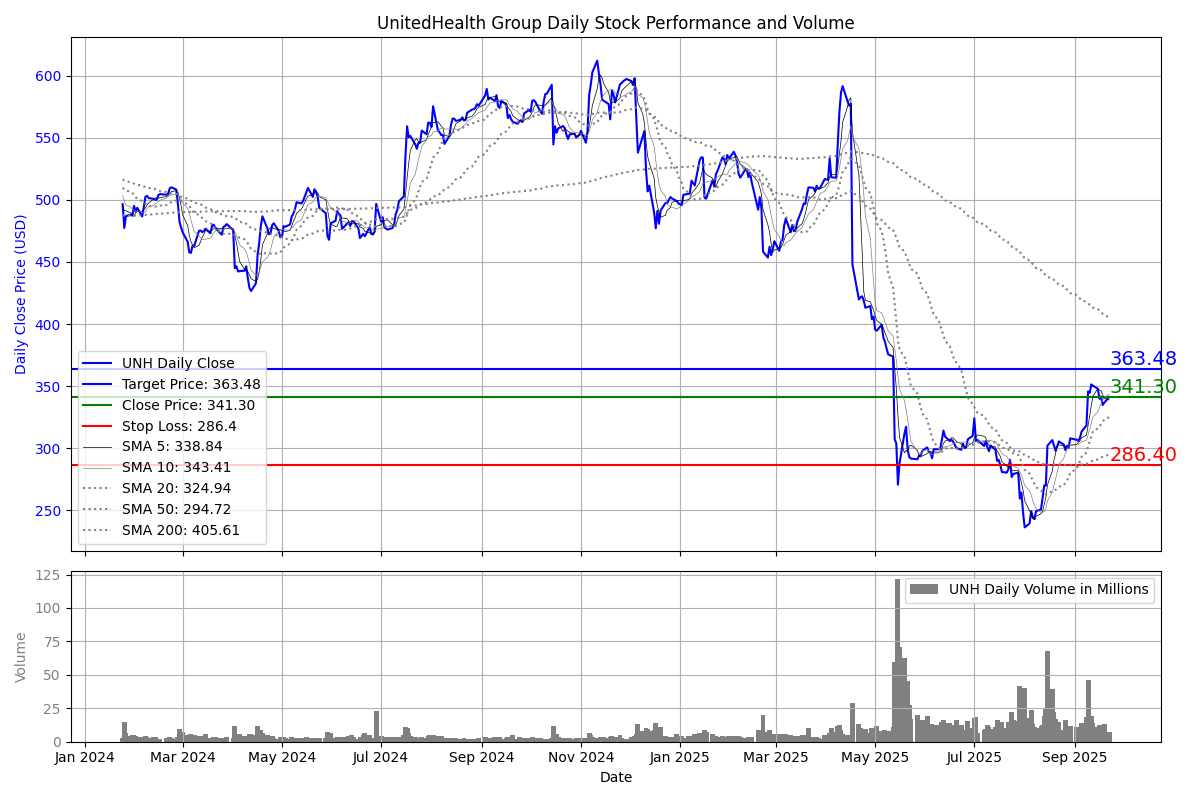 UnitedHealth Group Daily Stock Performance and Volume
Daily Close Price (USD)
600
550
500
450
400
350
300
250
363.48
341.30
286.40
UNH Daily Close
Target Price: 363.48
Close Price: 341.30
Stop Loss: 286.4
SMA 5: 338.84
SMA 10: 343.41
SMA 20: 324.94
SMA 50: 294.72
SMA 200: 405.61
Volume
125
100
75
50
25
0
UNH Daily Volume in Millions
Jan 2024 Mar 2024 May 2024 Jul 2024 Sep 2024 Nov 2024 Jan 2025 Mar 2025 May 2025 Jul 2025 Sep 2025
Date